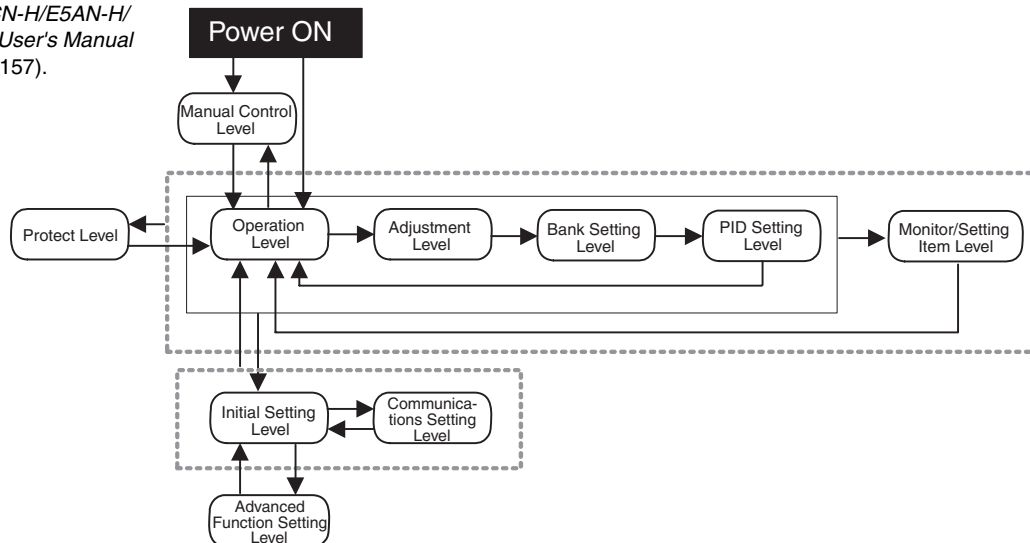 CN-H/E5AN-H/
User's Manual
157).
Power ON
Manual Control
Level
Protect Level
Operation
Level
Adjustment
Level
Bank Setting
Level
PID Setting
Level
Monitor/Setting
Item Level
Initial Setting
Level
Communica-
tions Setting
Level
Advanced
Function Setting
Level